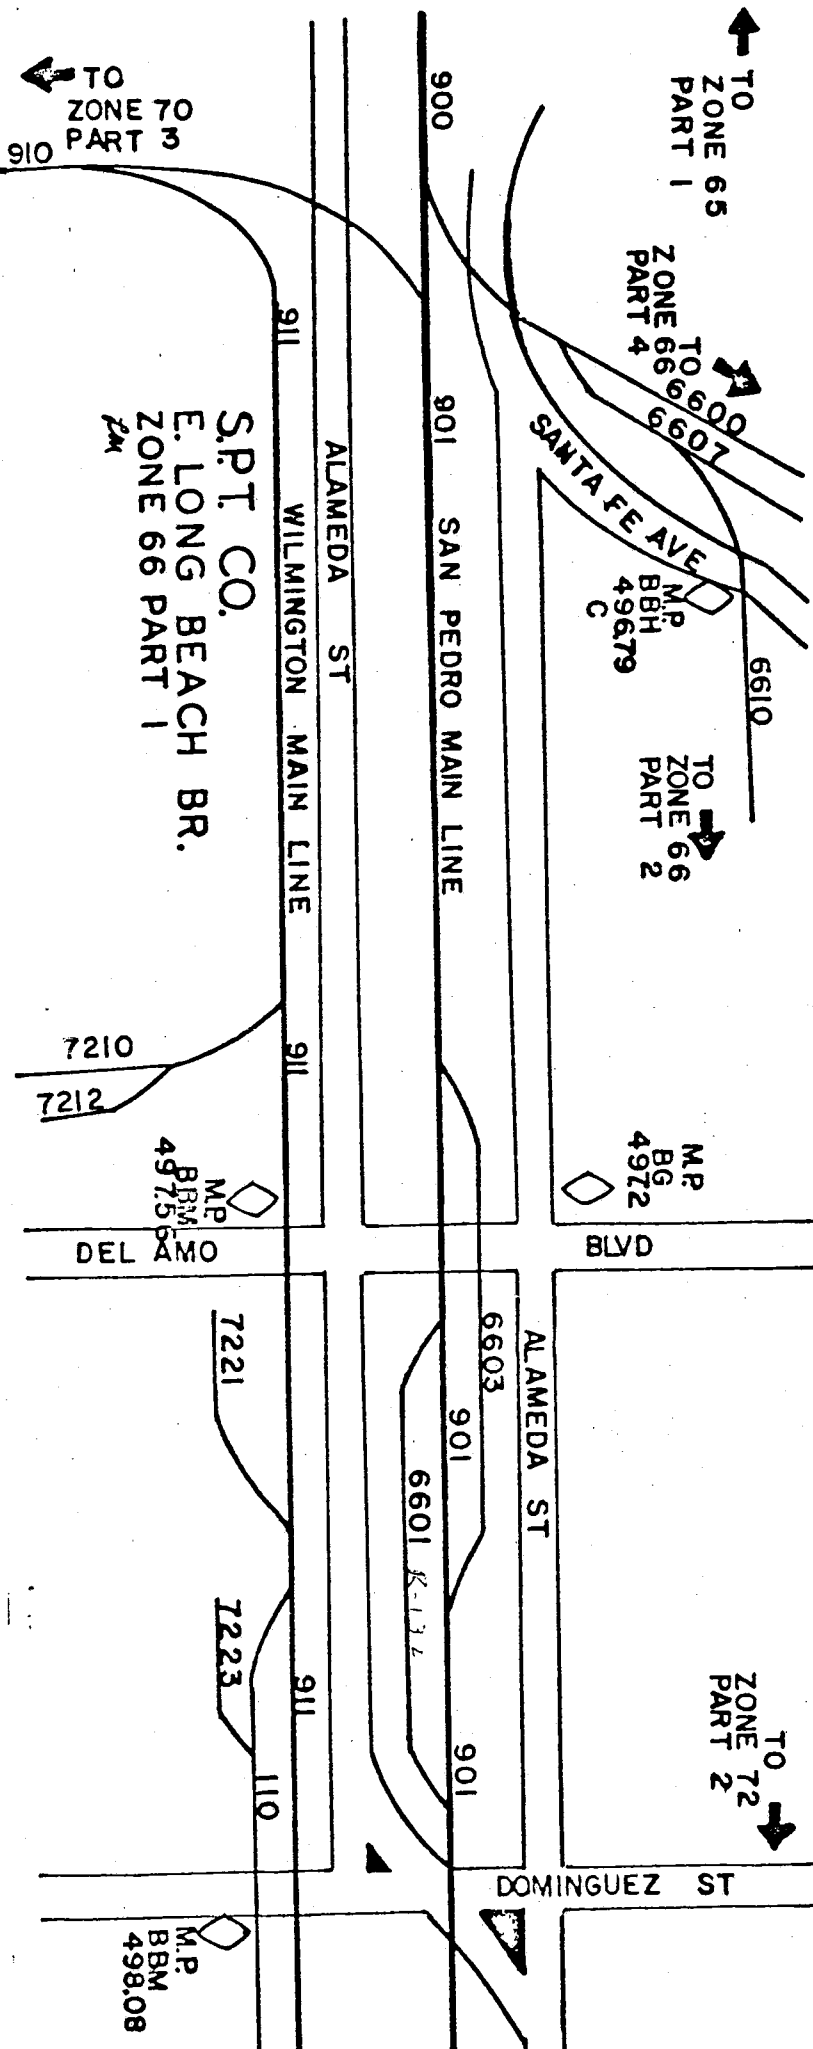 TO
ZONE 65
PART 1
TO
ZONE 70
PART 3
910
900
TO
ZONE 66
PART 4
6600
6607
911
901
SANTA FE AVE
M.P.
BBH
496.79
C
6610
TO
ZONE 66
PART 2
S.P.T. CO.
E. LONG BEACH BR.
ZONE 66 PART 1
ALAMEDA ST
WILMINGTON MAIN LINE
SAN PEDRO MAIN LINE
7210
7212
911
M.P.
BBM
497.56
M.P.
BG
497.2
DEL AMO BLVD
7221
6603
ALAMEDA ST
901
6601
7223
911
110
901
TO
ZONE 72
PART 2
DOMINGUEZ ST
M.P.
BBM
498.08